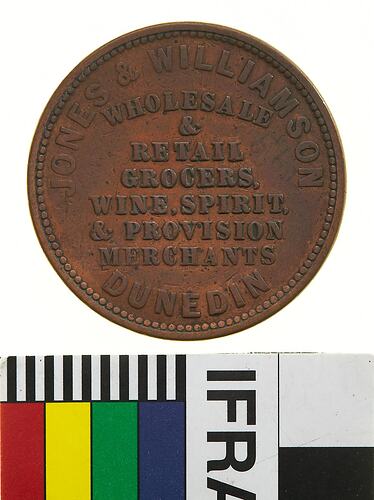 JONES & WILLIAMSON
WHOLESALE
&
RETAIL
GROCERS,
WINE, SPIRIT,
&, PROVISION
MERCHANTS
DUNEDIN
IFRA